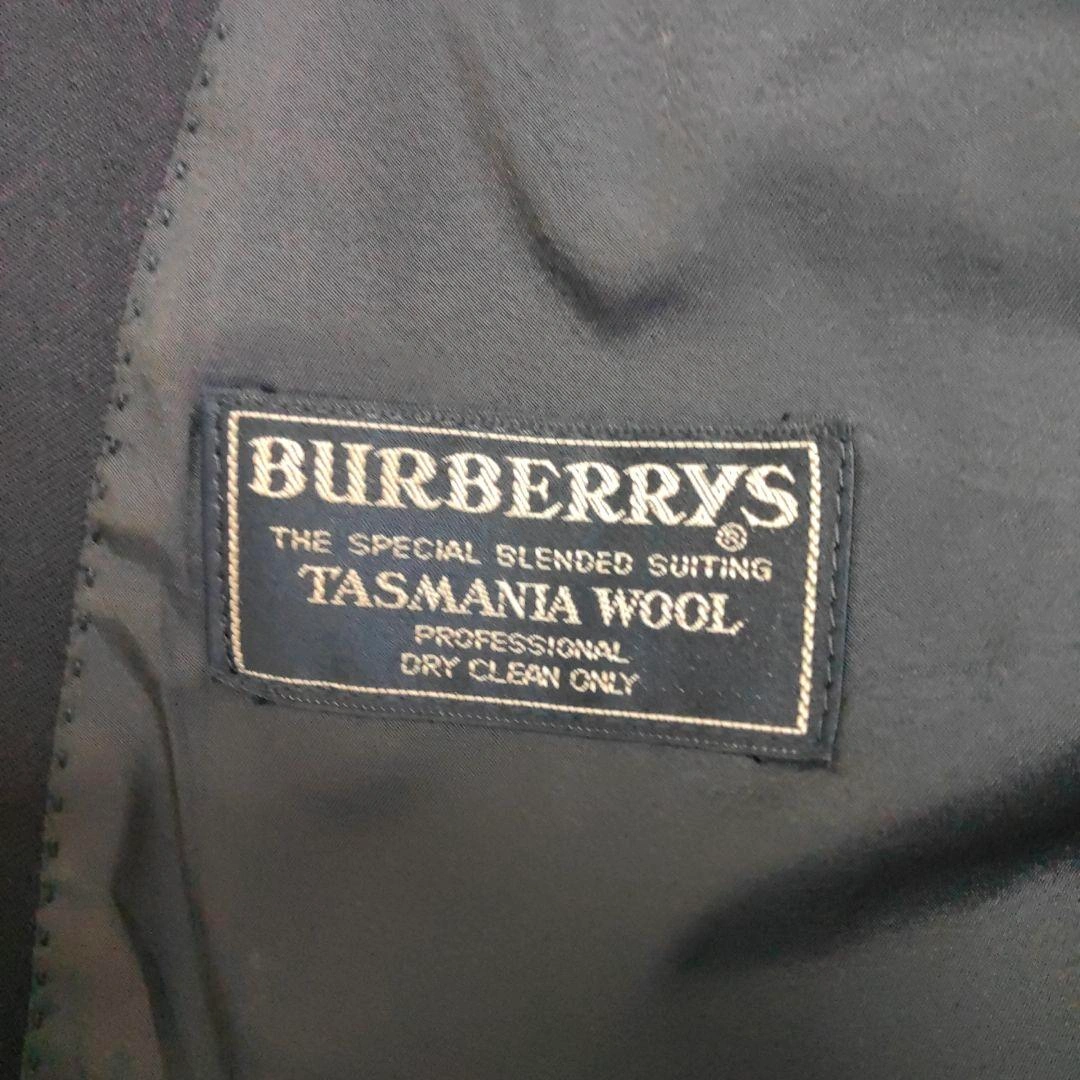 BURBERRYS
®
THE SPECIAL BLENDED SUITING
TASMANIA WOOL
PROFESSIONAL
DRY CLEAN ONLY